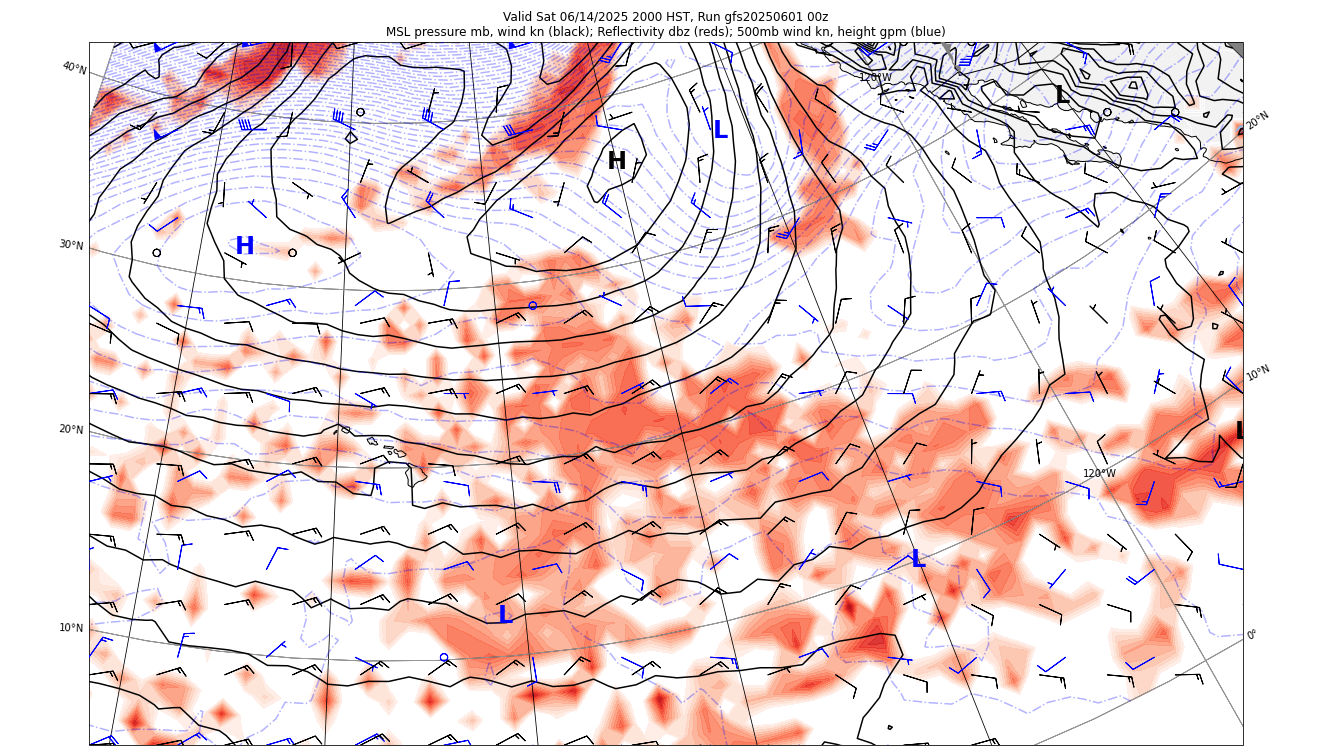 Valid Sat 06/14/2025 2000 HST, Run gfs20250601 00z
MSL pressure mb, wind kn (black); Reflectivity dbz (reds); 500mb wind kn, height gpm (blue)
40°N
120°W
L
20°N
L
H
H
30°N
10°N
20°N
L
120°W
L
L
10°N
0°